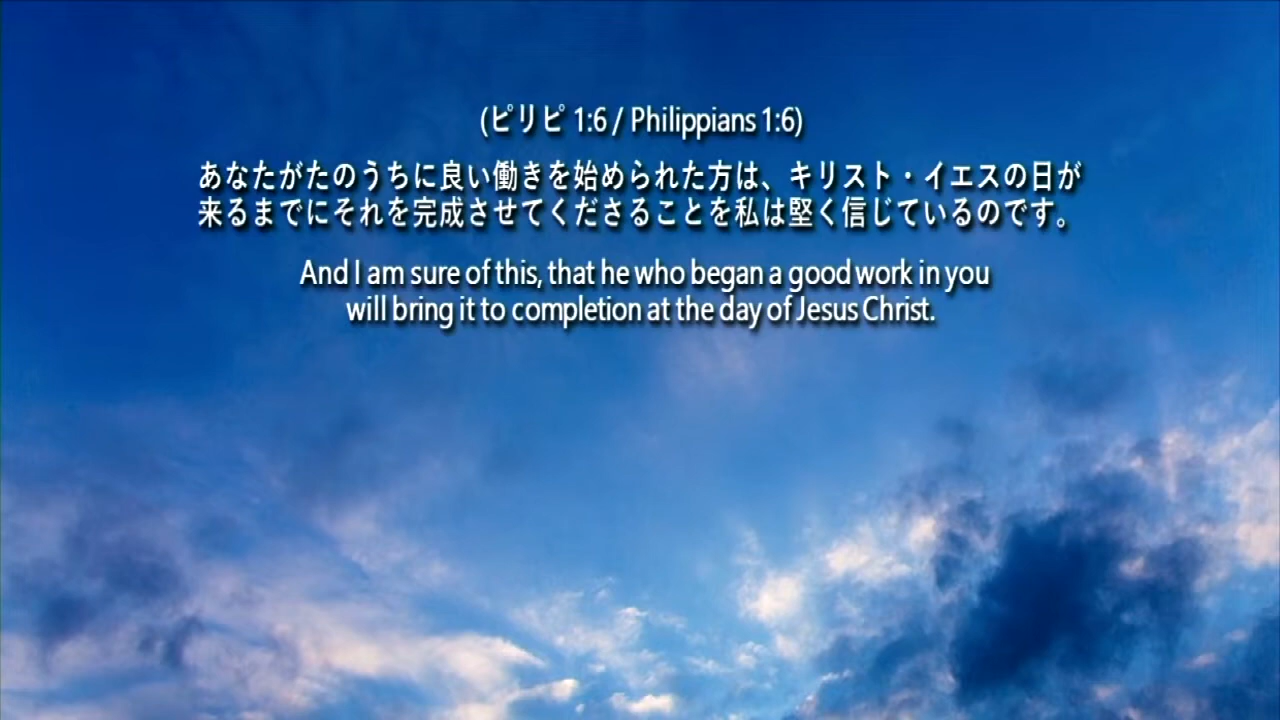 (ピリピ 1:6 / Philippians 1:6)
あなたがたのうちに良い働きを始められた方は、キリスト・イエスの日が
来るまでにそれを完成させてくださることを私は堅く信じているのです。
And I am sure of this, that he who began a good work in you
will bring it to completion at the day of Jesus Christ.